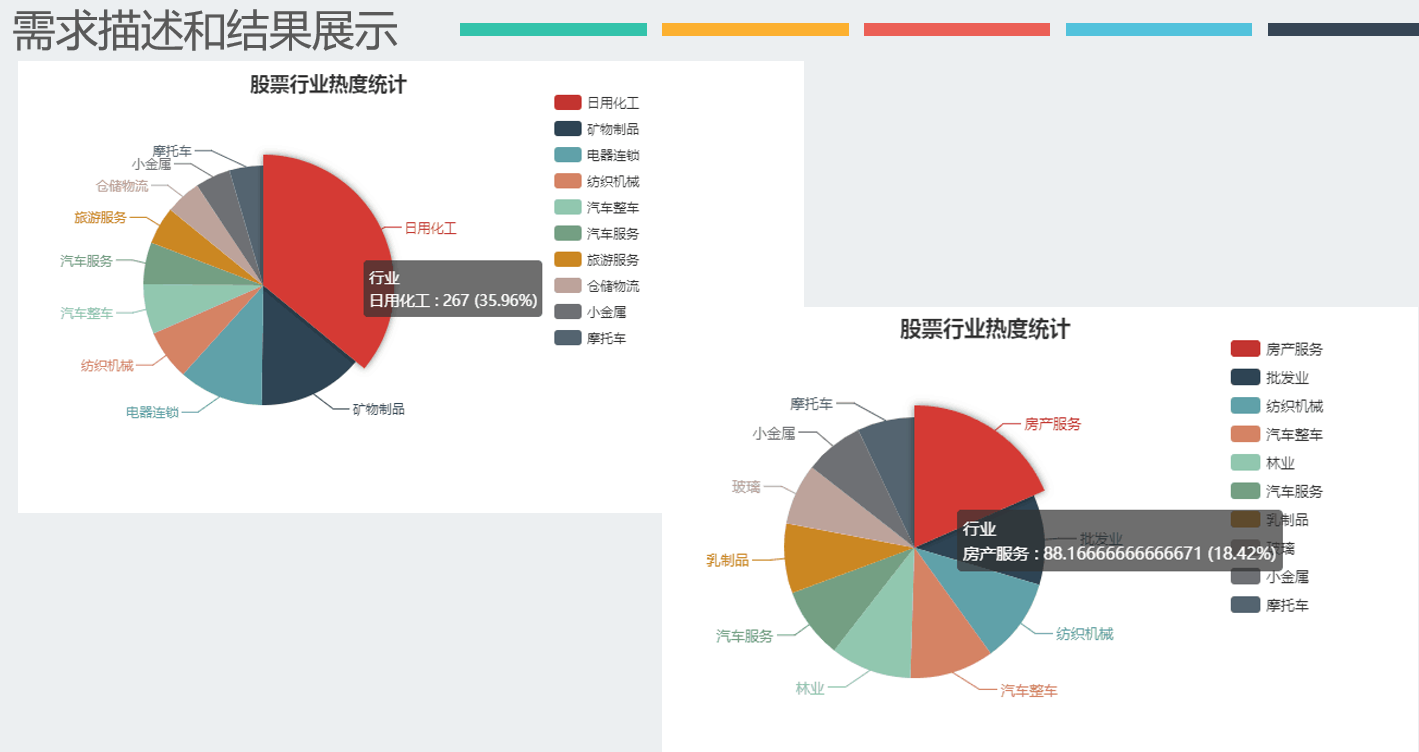 需求描述和结果展示
股票行业热度统计
日用化工
矿物制品
电器连锁
纺织机械
汽车整车
汽车服务
旅游服务
仓储物流
小金属
摩托车
摩托车
小金属
仓储物流
旅游服务
汽车服务
汽车整车
纺织机械
电器连锁
矿物制品
日用化工
行业
日用化工 : 267 (35.96%)
股票行业热度统计
房产服务
批发业
纺织机械
汽车整车
林业
汽车服务
乳制品
玻璃
小金属
摩托车
摩托车
小金属
玻璃
乳制品
汽车服务
林业
汽车整车
纺织机械
批发业
房产服务
行业
房产服务 : 88.16666666666671 (18.42%)